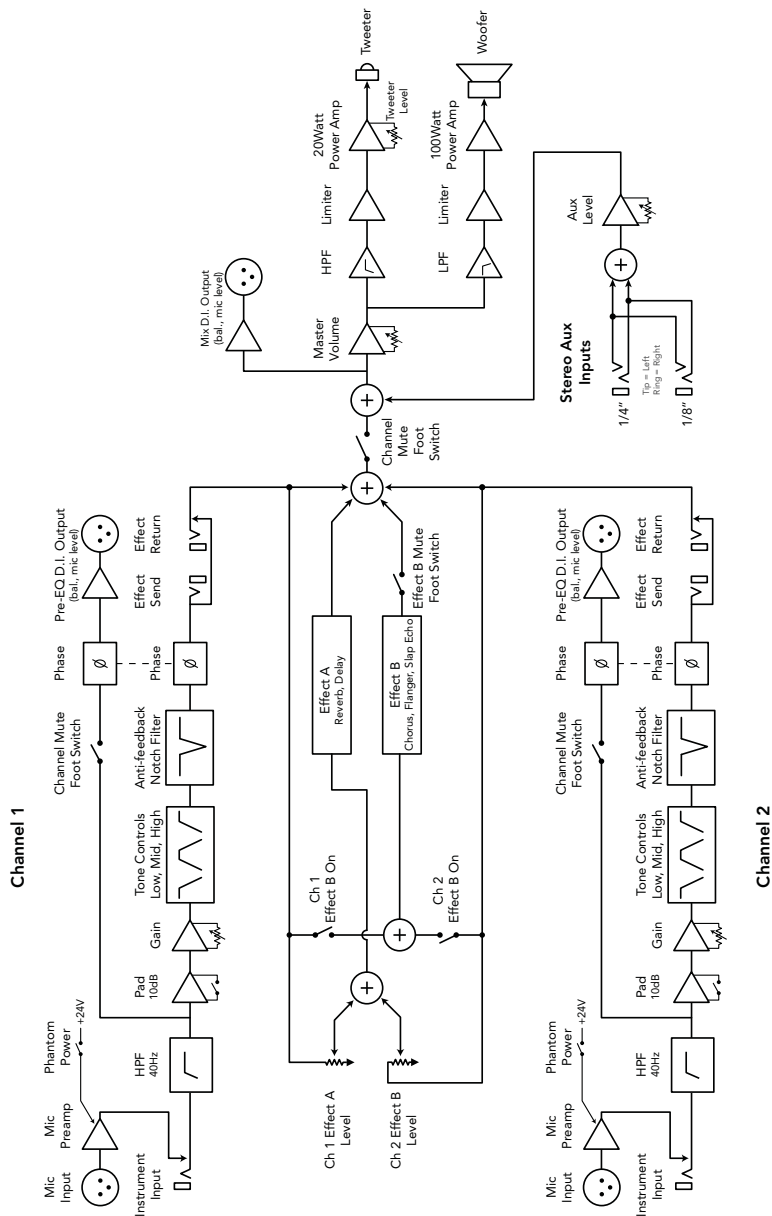 Channel 1
Mic
Input
Mic
Preamp
Phantom
Power
+24V
Instrument
Input
HPF
40Hz
Pad
10dB
Gain
Tone Controls
Low, Mid, High
Anti-feedback
Notch Filter
Channel Mute
Foot Switch
Phase
Ø
Phase
Ø
Pre-EQ D.I. Output
(bal., mic level)
Effect
Send
Effect
Return
Ch 1 Effect A
Level
Ch 2 Effect B
Level
Ch 1
Effect B On
Ch 2
Effect B On
Effect A
Reverb, Delay
Effect B
Chorus, Flanger, Slap Echo
Effect B Mute
Foot Switch
Channel
Mute
Foot
Switch
Mix D.I. Output
(bal., mic level)
Master
Volume
HPF
Limiter
20Watt
Power Amp
Tweeter
Level
Tweeter
LPF
Limiter
100Watt
Power Amp
Woofer
Stereo Aux
Inputs
1/4"
Tip = Left
Ring = Right
1/8"
Aux
Level
Channel 2
Mic
Input
Mic
Preamp
Phantom
Power
+24V
Instrument
Input
HPF
40Hz
Pad
10dB
Gain
Tone Controls
Low, Mid, High
Anti-feedback
Notch Filter
Channel Mute
Foot Switch
Phase
Ø
Phase
Ø
Pre-EQ D.I. Output
(bal., mic level)
Effect
Send
Effect
Return